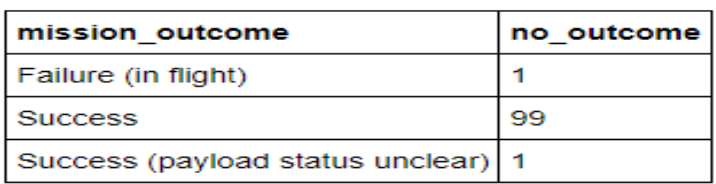 mission_outcome no_outcome
Failure (in flight) 1
Success 99
Success (payload status unclear) 1